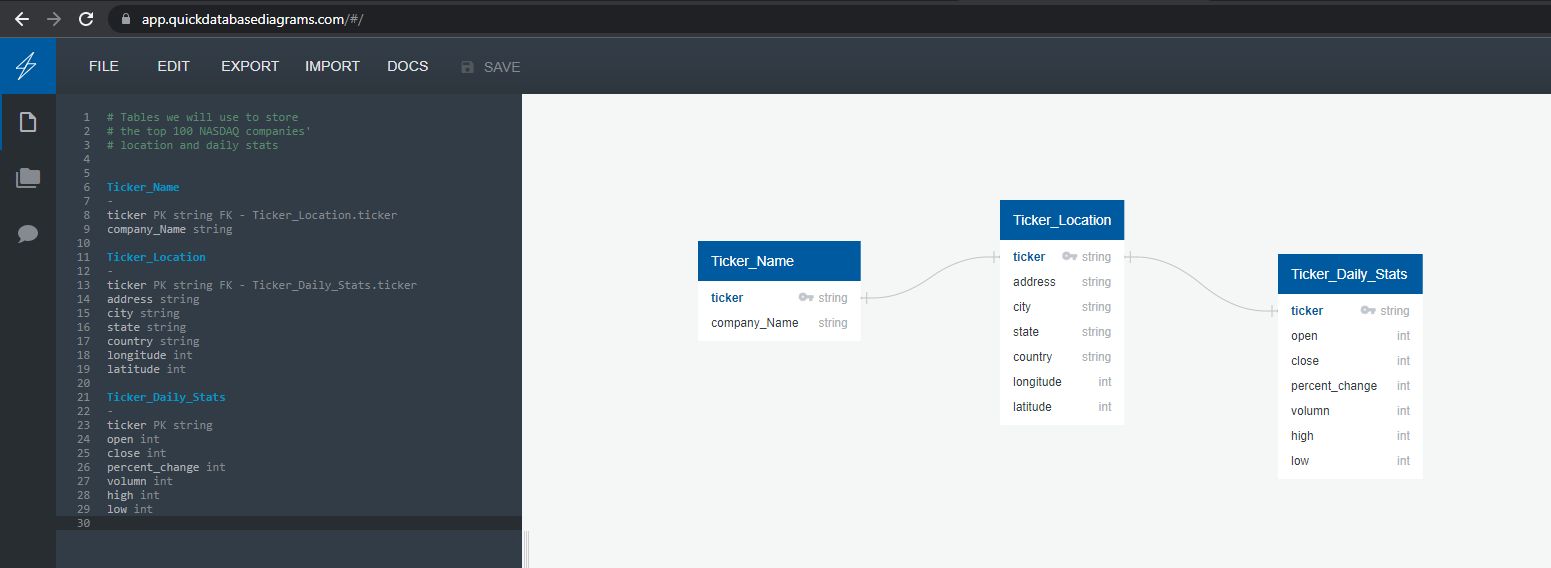 app.quickdatabasediagrams.com/#/
FILE EDIT EXPORT IMPORT DOCS SAVE
1 # Tables we will use to store
2 # the top 100 NASDAQ companies'
3 # location and daily stats
4
5
6 Ticker_Name
7 -
8 ticker PK string FK - Ticker_Location.ticker
9 company_Name string
10
11 Ticker_Location
12 -
13 ticker PK string FK - Ticker_Daily_Stats.ticker
14 address string
15 city string
16 state string
17 country string
18 longitude int
19 latitude int
20
21 Ticker_Daily_Stats
22 -
23 ticker PK string
24 open int
25 close int
26 percent_change int
27 volumn int
28 high int
29 low int
30
Ticker_Name
ticker string
company_Name string
Ticker_Location
ticker string
address string
city string
state string
country string
longitude int
latitude int
Ticker_Daily_Stats
ticker string
open int
close int
percent_change int
volumn int
high int
low int